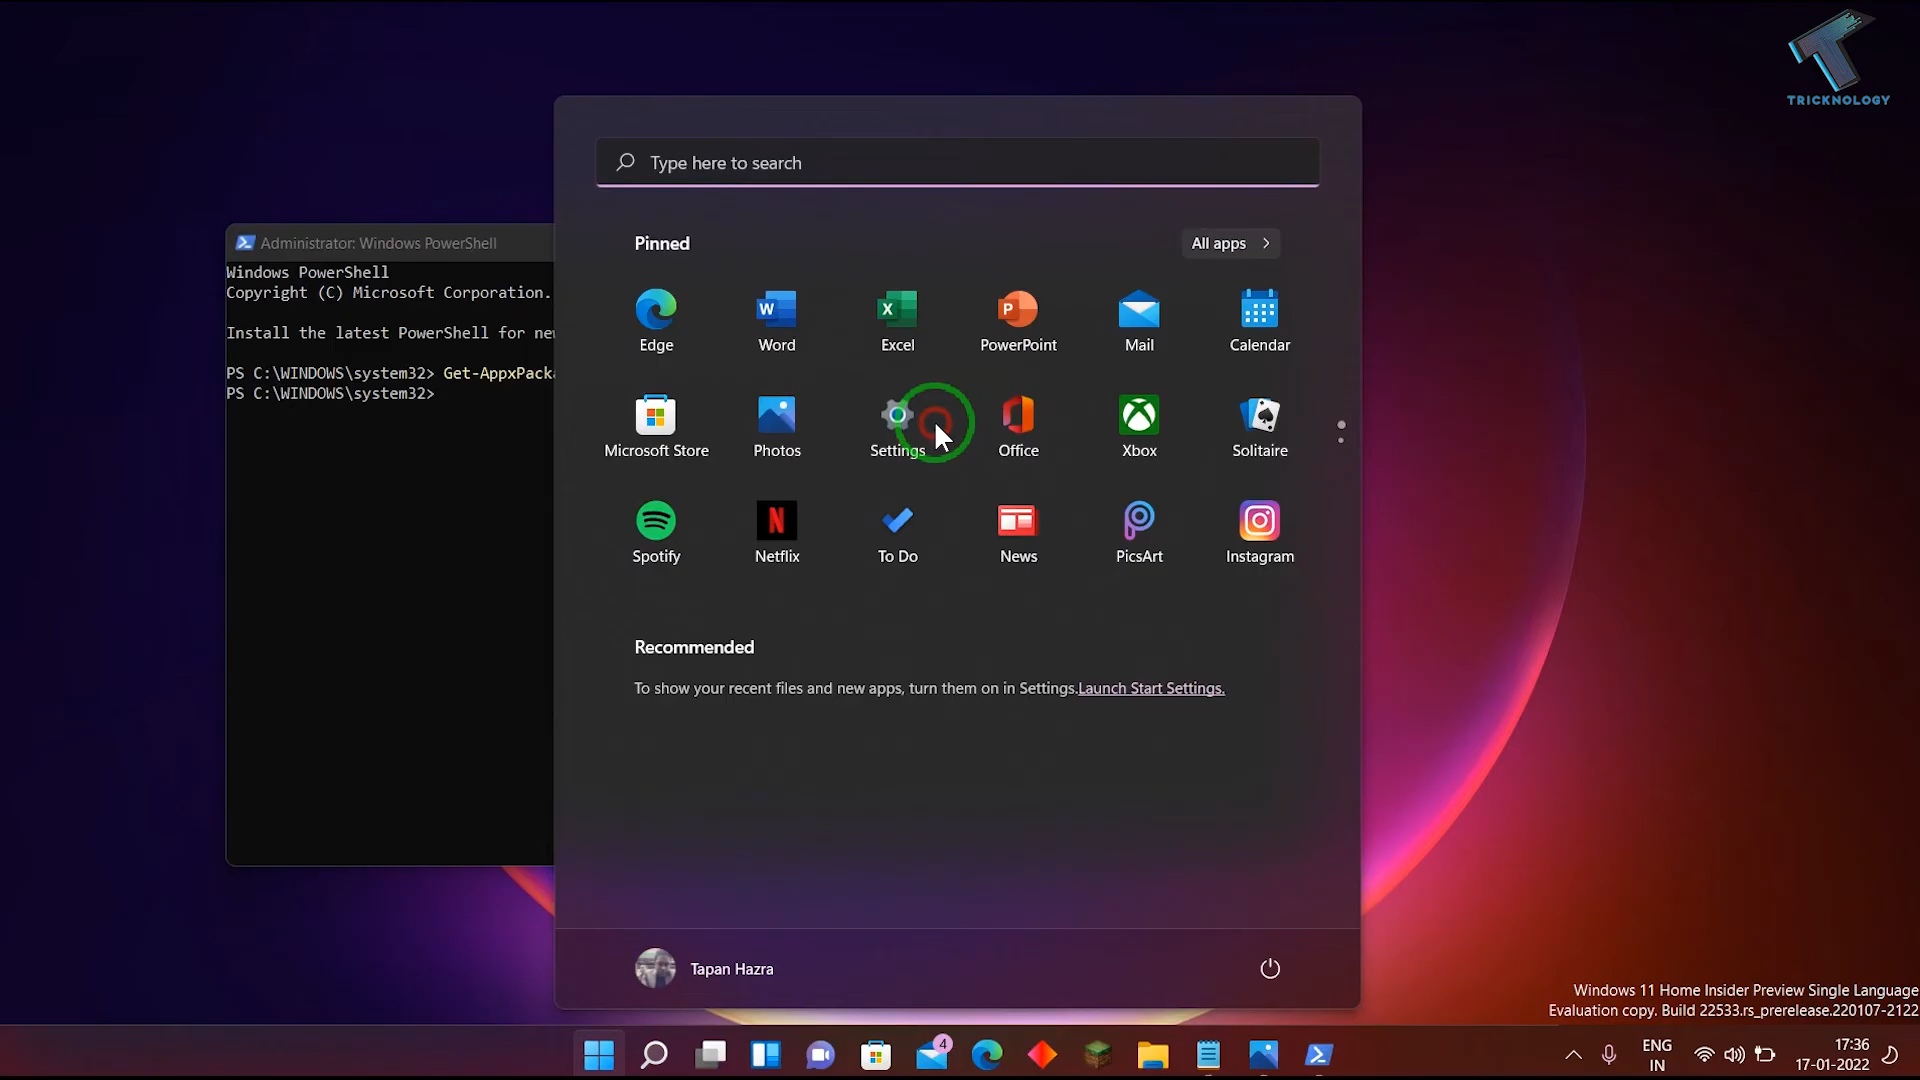 TRICKNOLOGY
Type here to search
Administrator: Windows PowerShell
Windows PowerShell
Copyright (C) Microsoft Corporation.
Install the latest PowerShell for new
PS C:\WINDOWS\system32> Get-AppxPacka
PS C:\WINDOWS\system32>
Pinned
All apps
Edge
Word
Excel
PowerPoint
Mail
Calendar
Microsoft Store
Photos
Settings
Office
Xbox
Solitaire
Spotify
Netflix
To Do
News
PicsArt
Instagram
Recommended
To show your recent files and new apps, turn them on in Settings.Launch Start Settings.
Tapan Hazra
Windows 11 Home Insider Preview Single Language
Evaluation copy. Build 22533.rs_prerelease.220107-2122
4
ENG
IN
17:36
17-01-2022